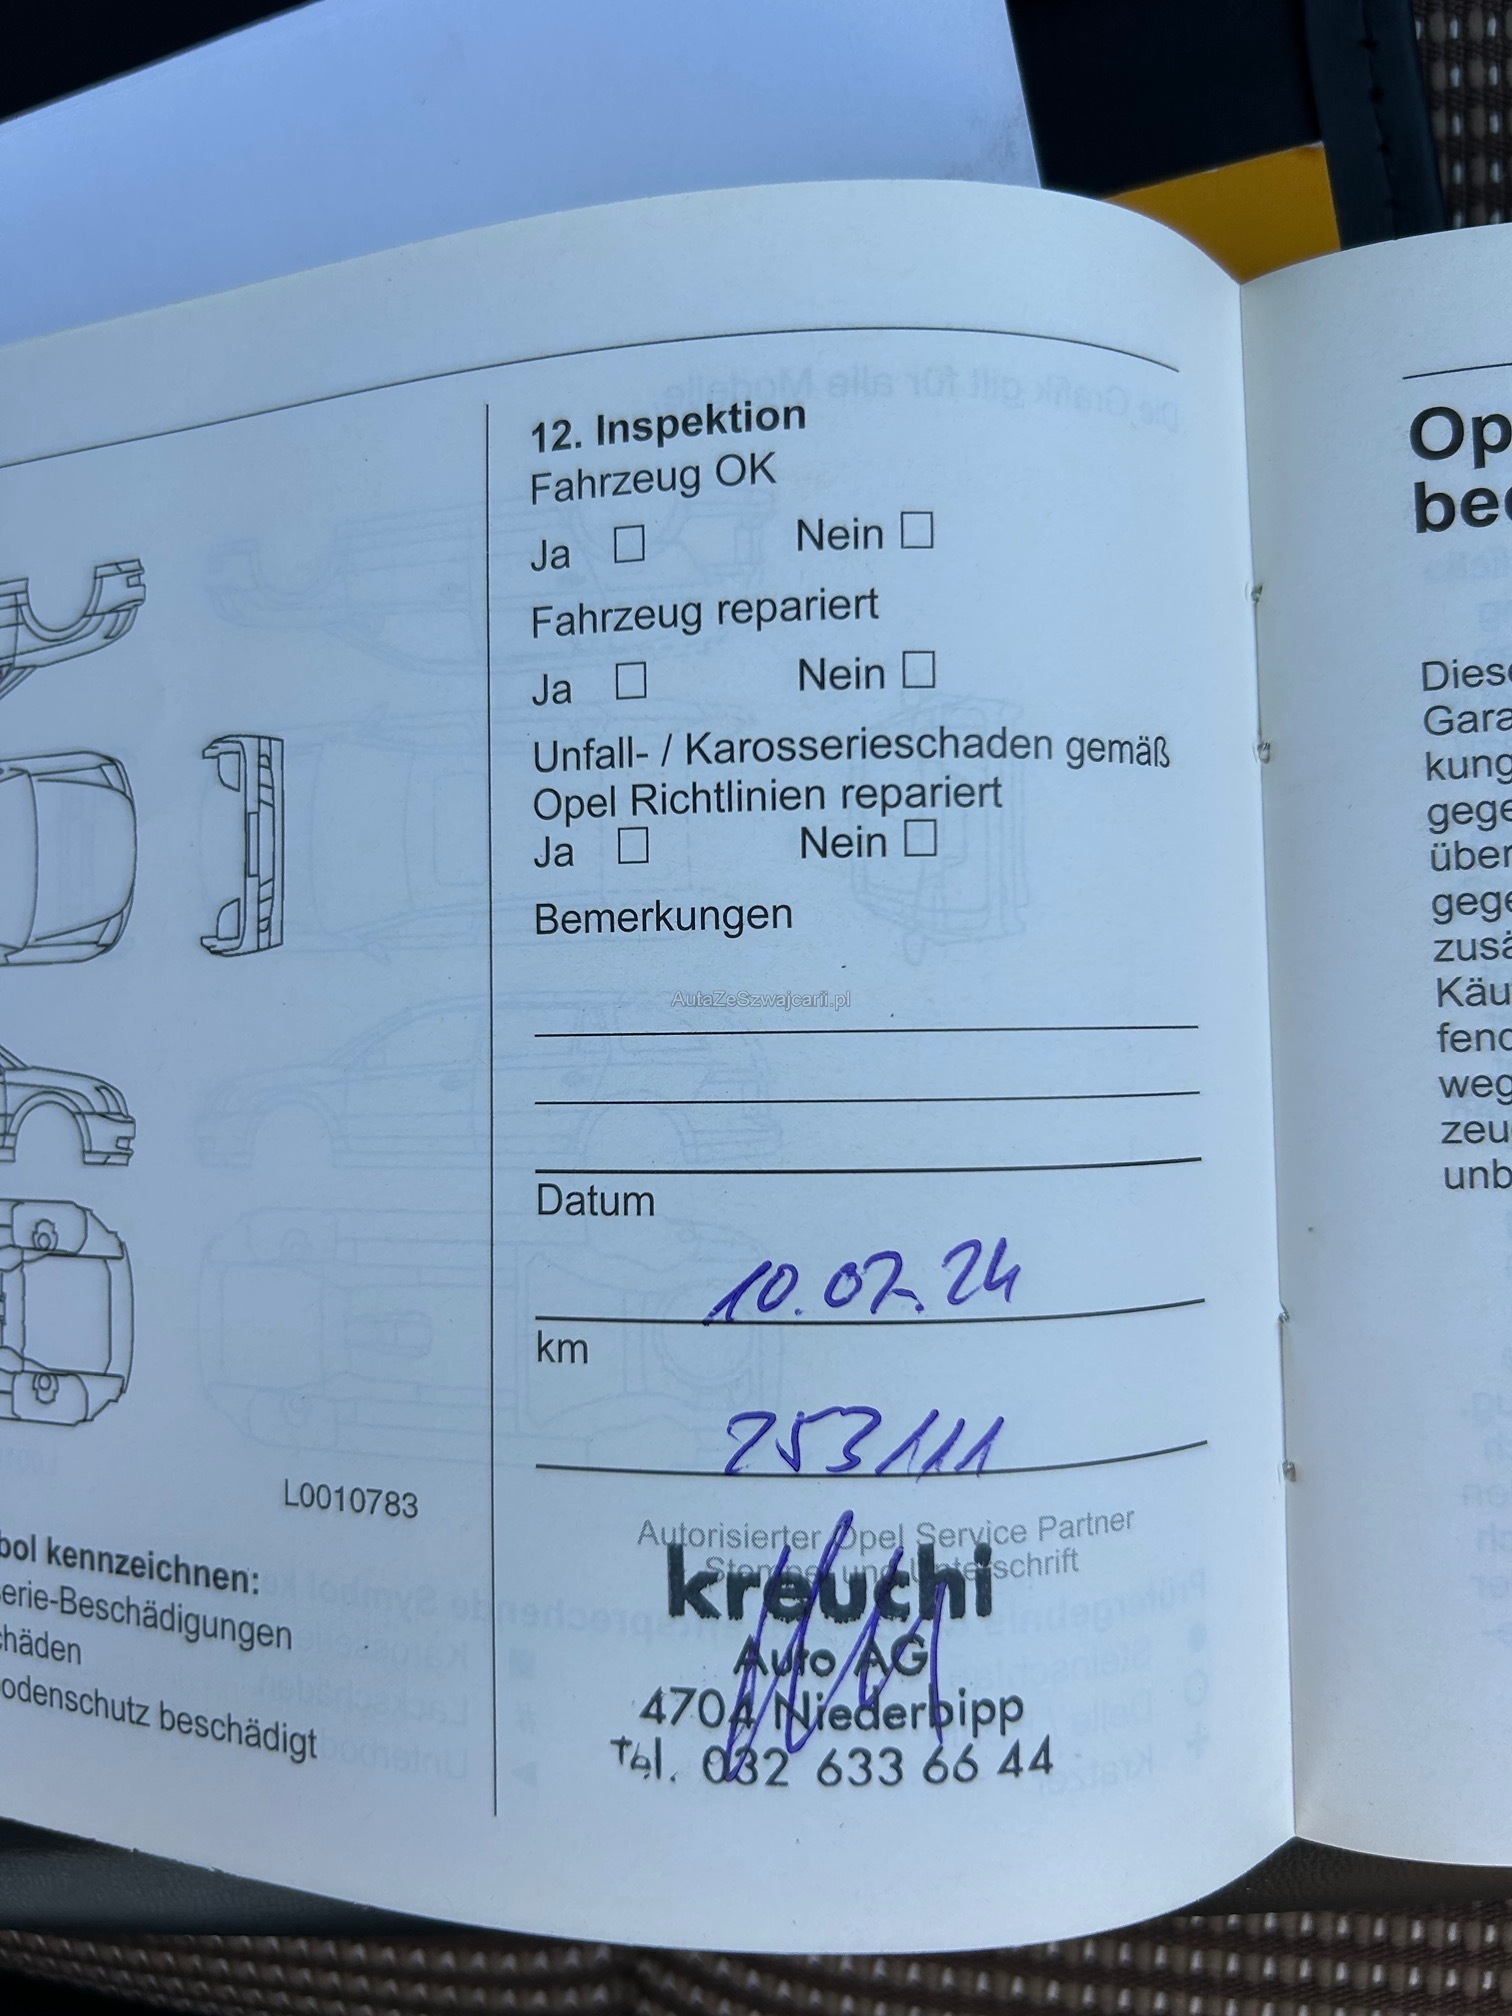 12. Inspektion
Fahrzeug OK
Ja Nein
Fahrzeug repariert
Ja Nein
Unfall- / Karosserieschaden gemäß
Opel Richtlinien repariert
Ja Nein
Bemerkungen
AutaZeSzwajcarii.pl
Datum
10.07.24
km
253111
Autorisierter Opel Service Partner
Stempel und Unterschrift
kreuchi
Auto AG
4704 Niederbipp
Tel. 032 633 66 44
L0010783
bol kennzeichnen:
serie-Beschädigungen
chäden
odenschutz beschädigt
Op
bed
Diese
Gara
kung
gege
über
gege
zusä
Käu
fend
weg
zeu
unb